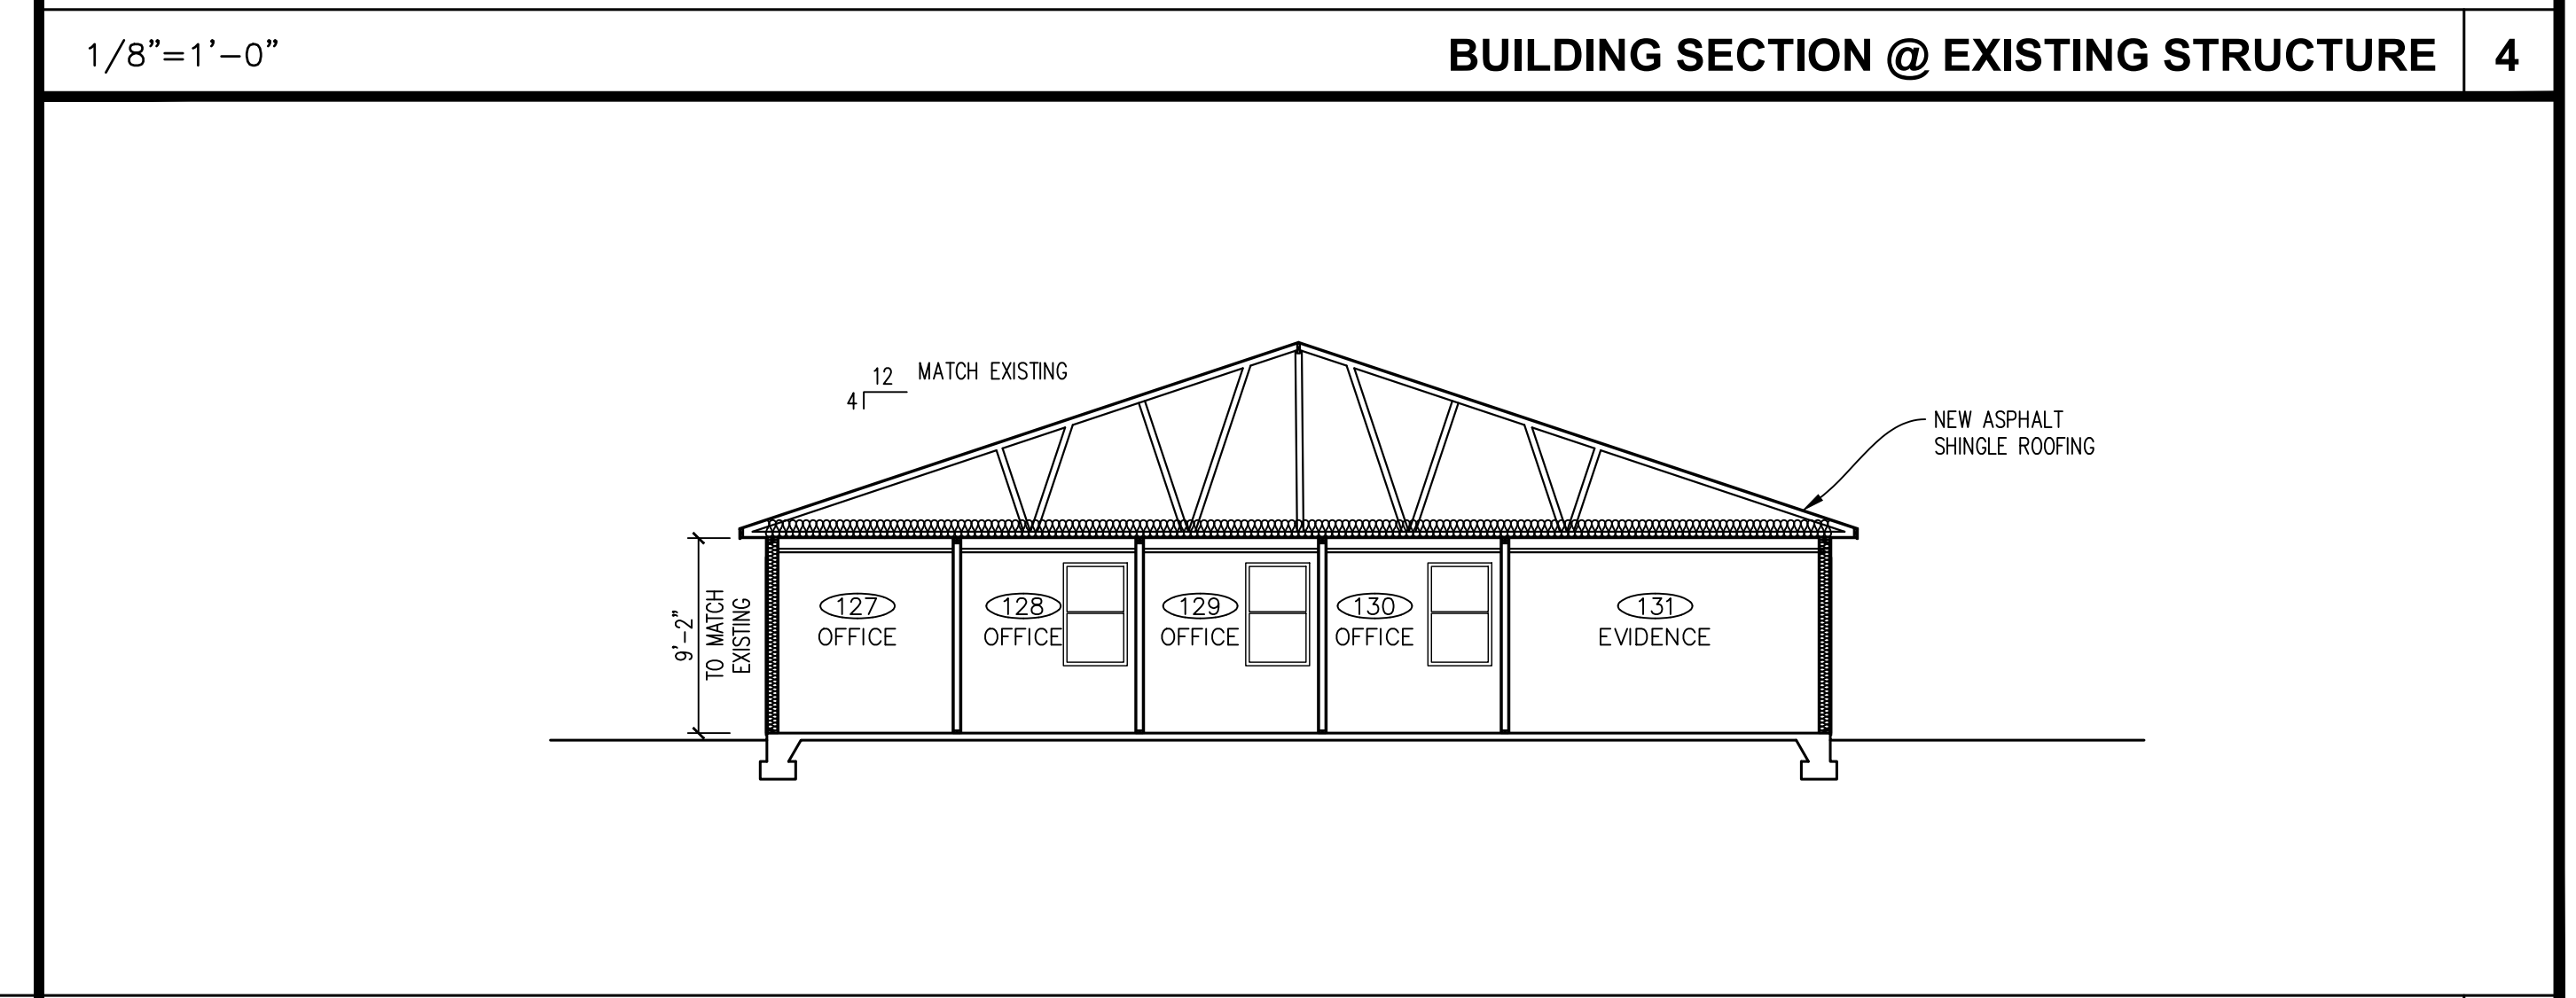 1/8"=1'-0"
BUILDING SECTION @ EXISTING STRUCTURE
4
12
4
MATCH EXISTING
NEW ASPHALT
SHINGLE ROOFING
9'-2"
TO MATCH
EXISTING
127
OFFICE
128
OFFICE
129
OFFICE
130
OFFICE
131
EVIDENCE